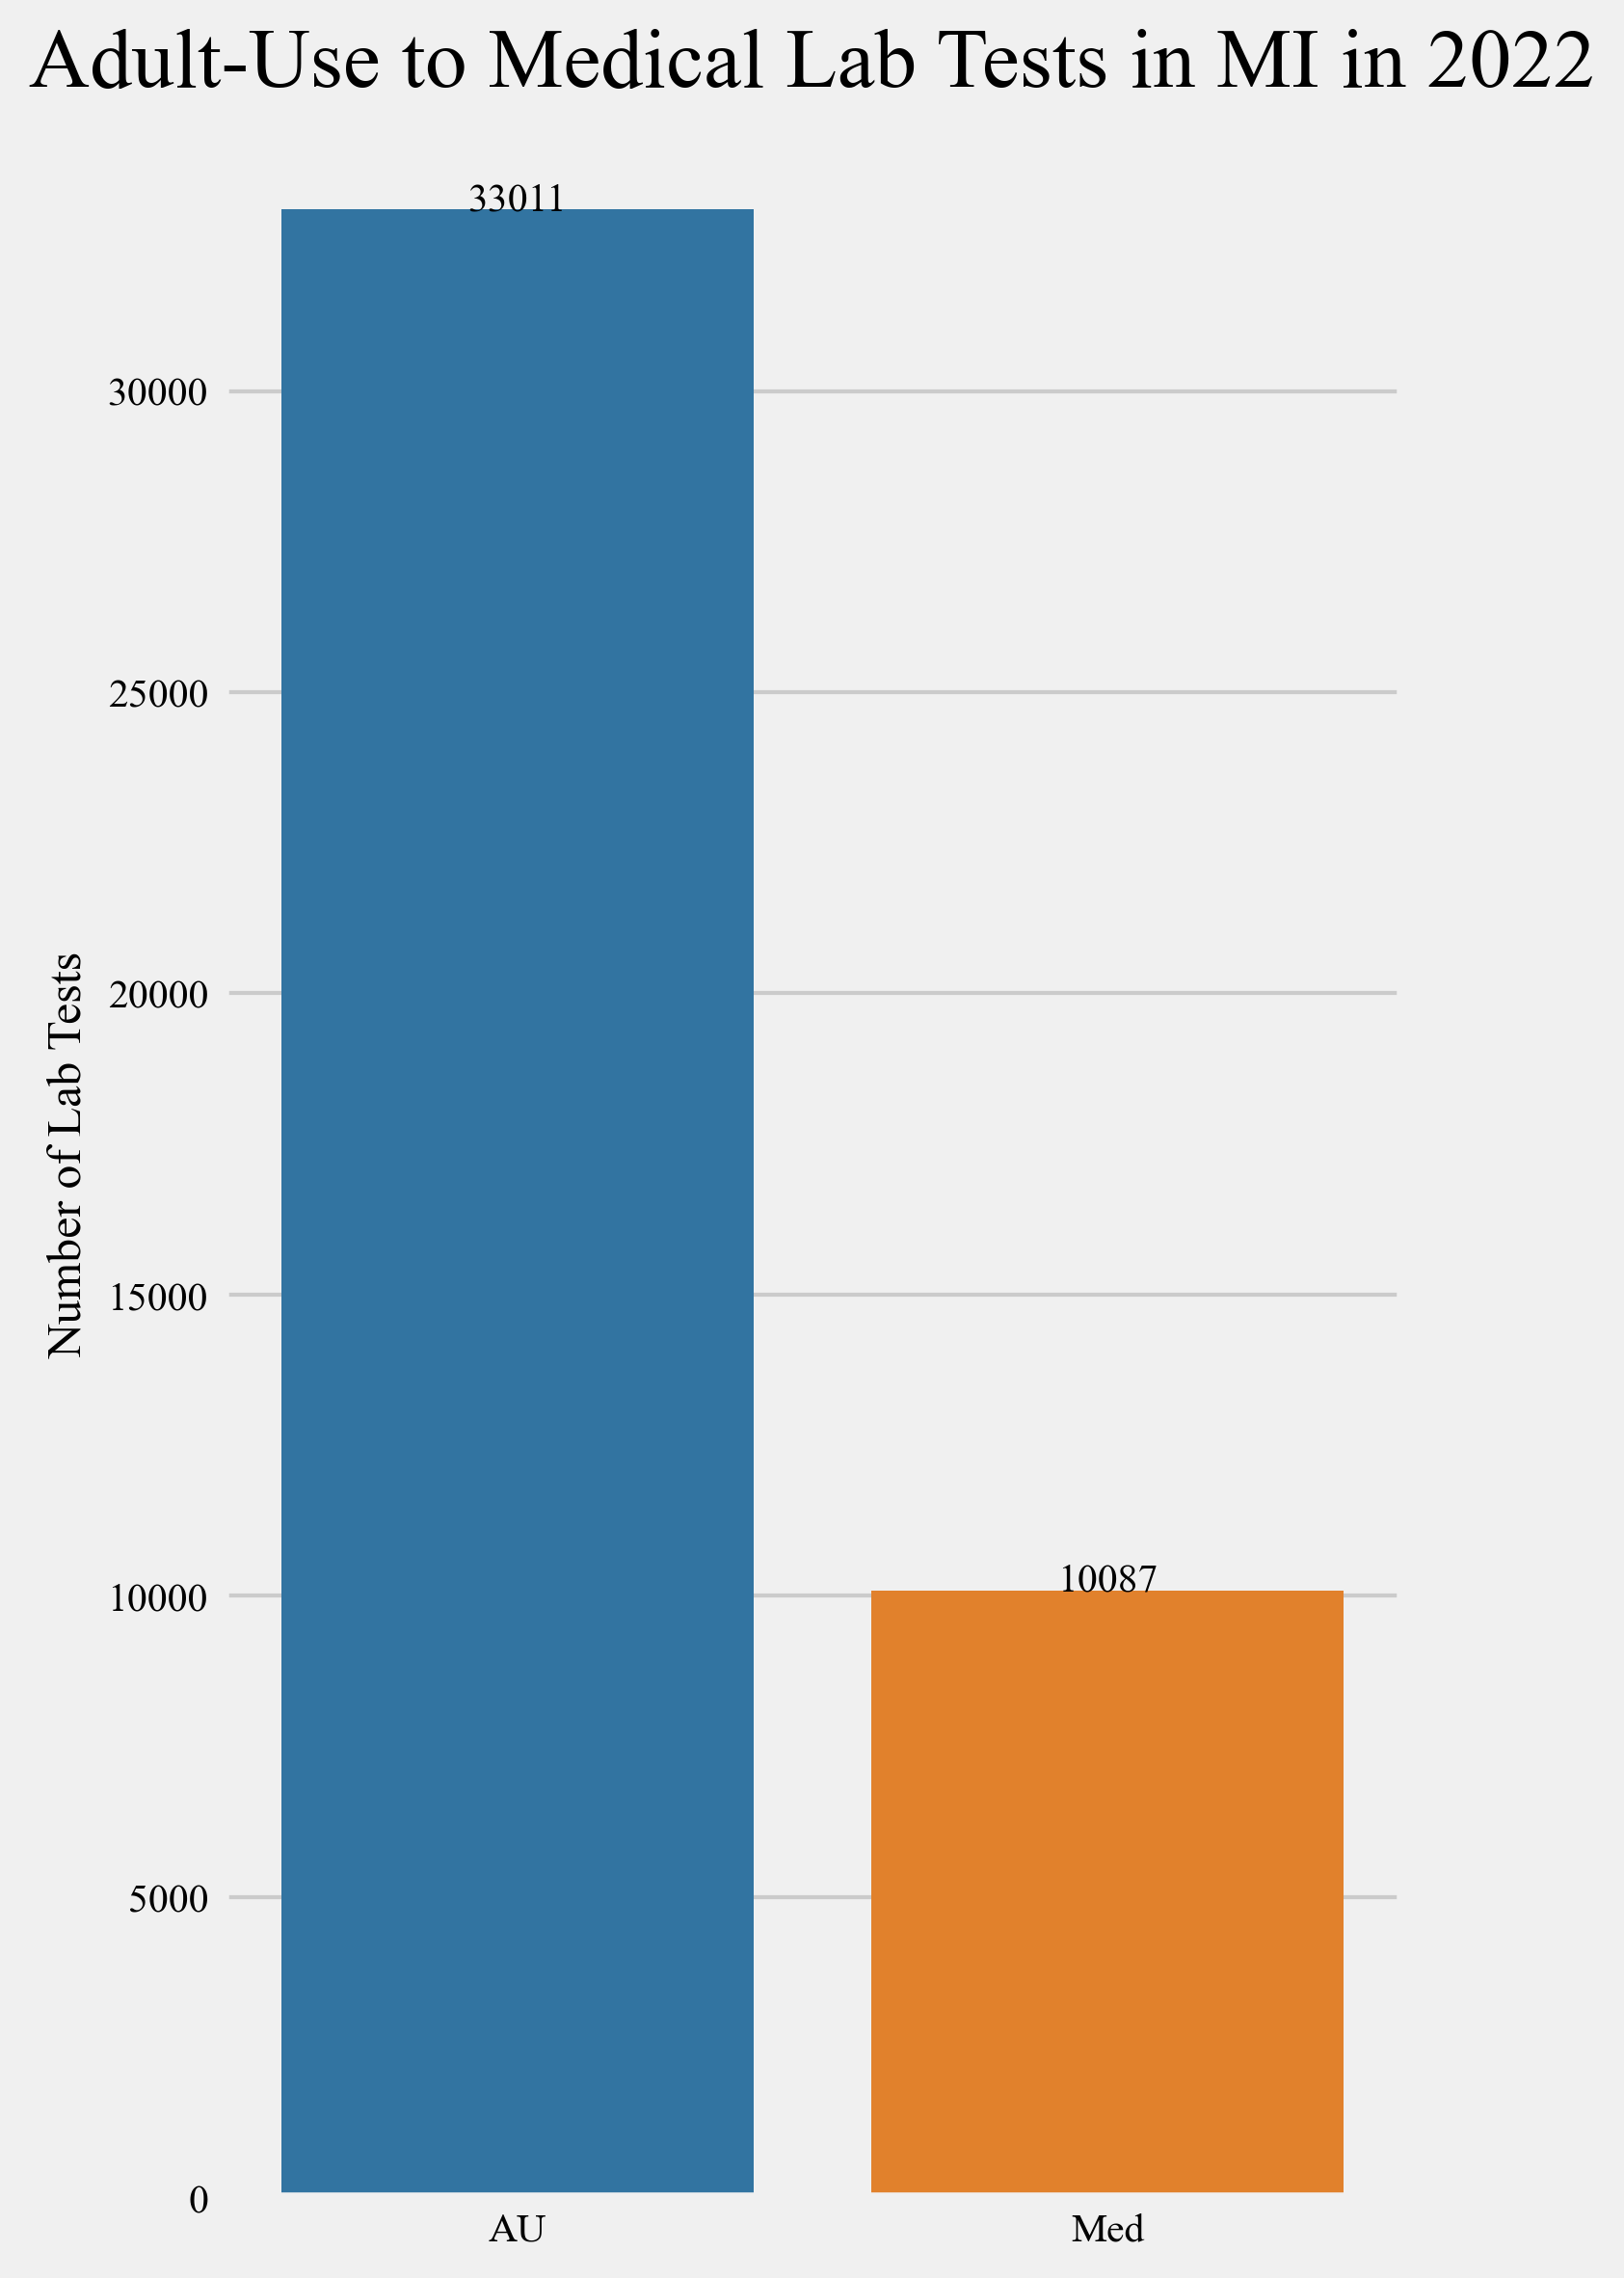 Adult-Use to Medical Lab Tests in MI in 2022
33011
30000
25000
20000
15000
10000
5000
0
Number of Lab Tests
10087
AU
Med